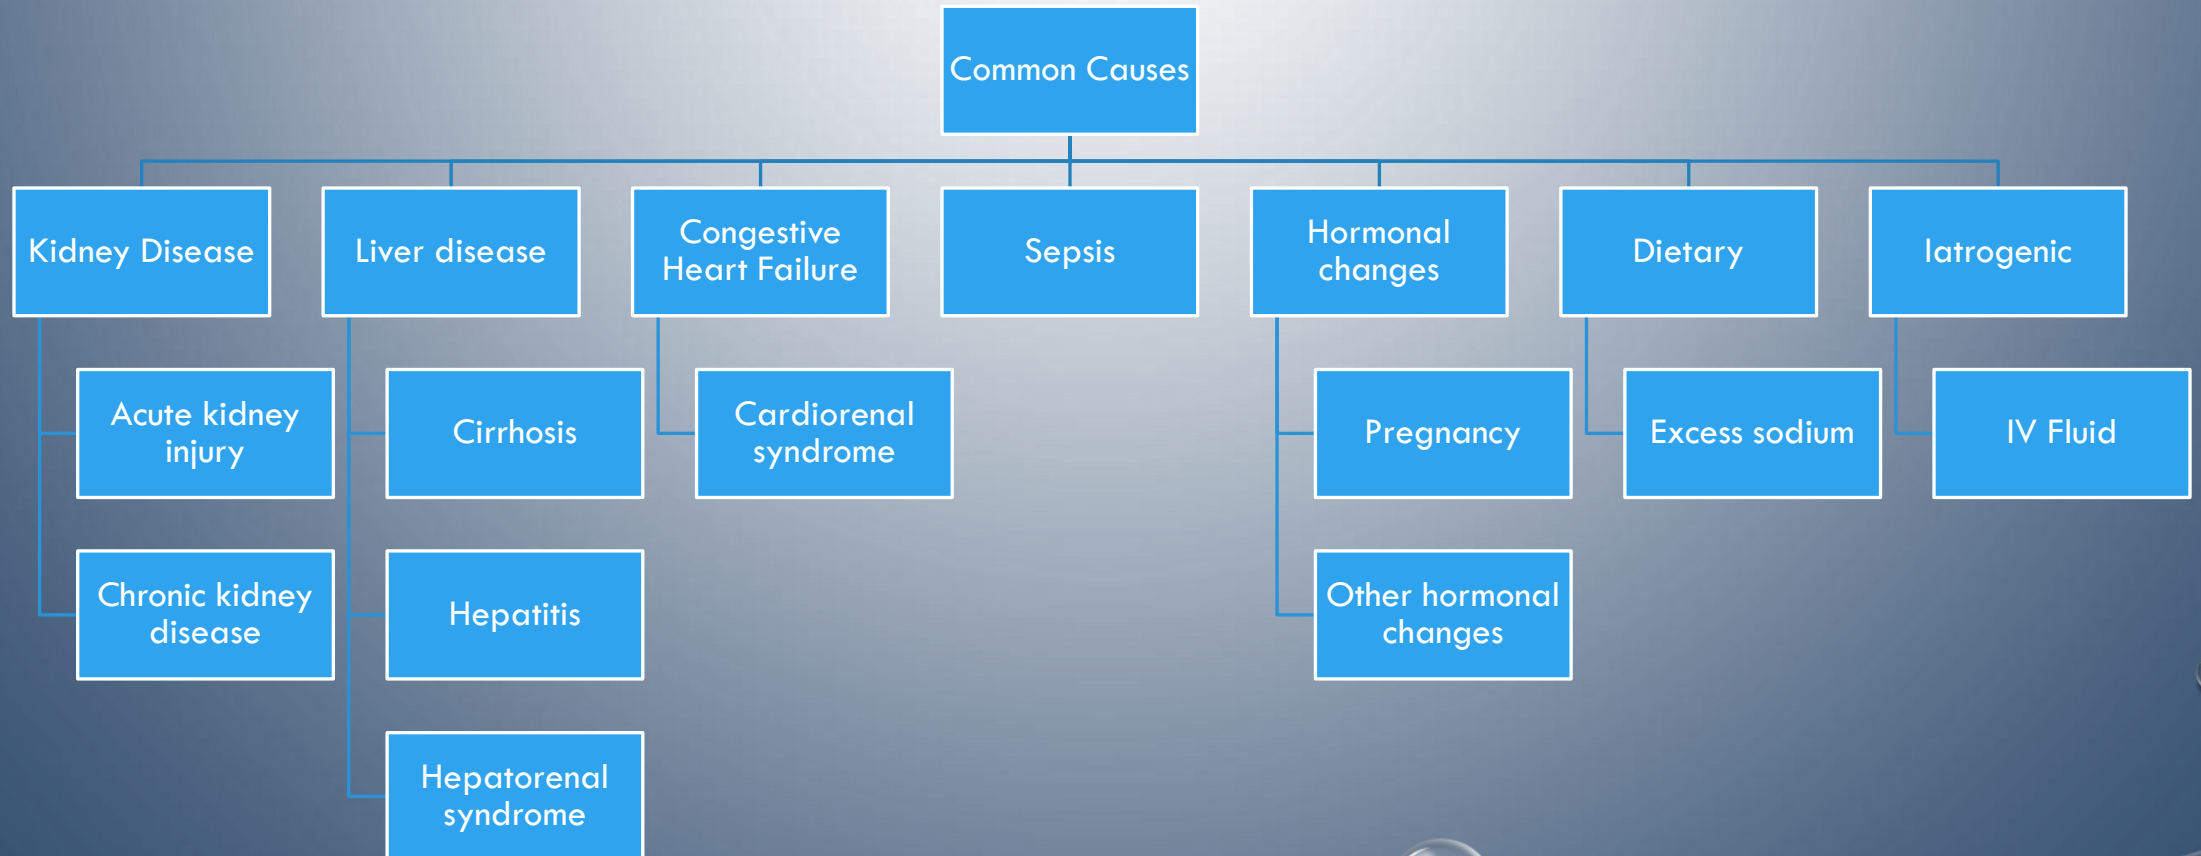 Common Causes
Kidney Disease
Liver disease
Congestive
Heart Failure
Sepsis
Hormonal
changes
Dietary
Iatrogenic
Acute kidney
injury
Cirrhosis
Cardiorenal
syndrome
Pregnancy
Excess sodium
IV Fluid
Chronic kidney
disease
Hepatitis
Other hormonal
changes
Hepatorenal
syndrome